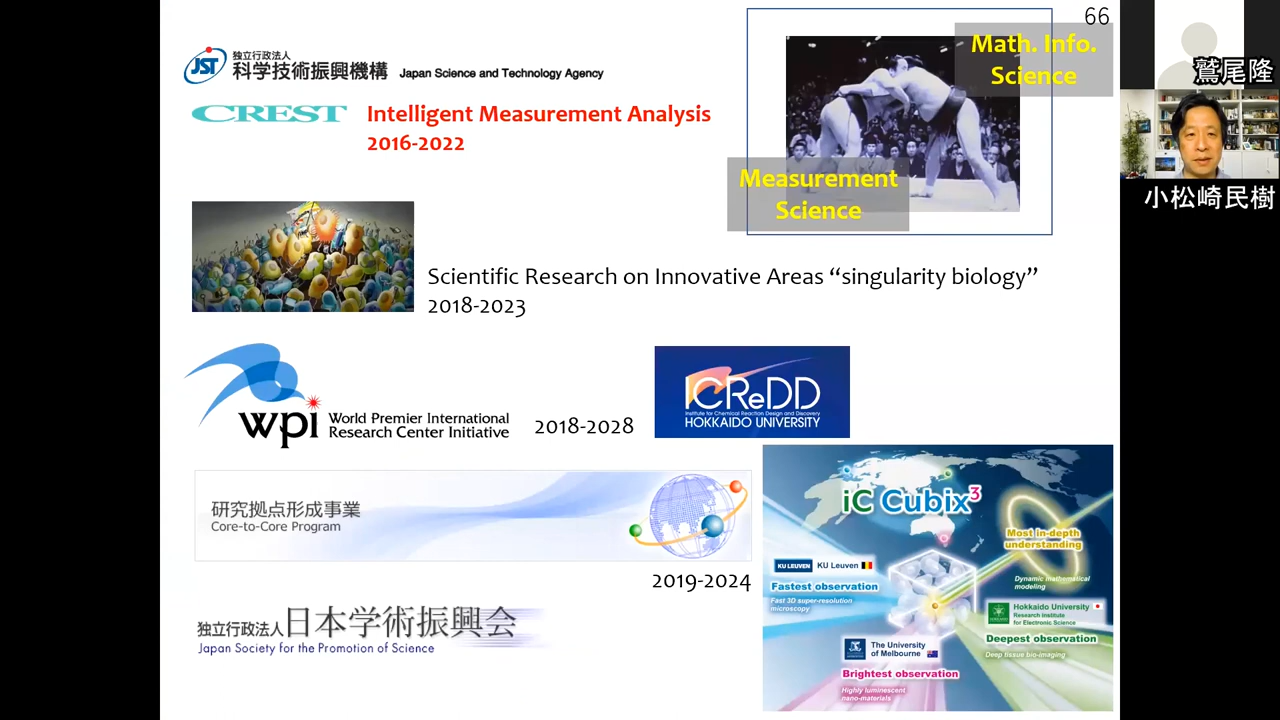 66
JST
独立行政法人
科学技術振興機構 Japan Science and Technology Agency
CREST
Intelligent Measurement Analysis
2016-2022
Math. Info.
Science
Measurement
Science
鷲尾隆
小松崎民樹
Scientific Research on Innovative Areas “singularity biology”
2018-2023
wpi World Premier International
Research Center Initiative
2018-2028
ICReDD
Institute for Chemical Reaction Design and Discovery
HOKKAIDO UNIVERSITY
研究拠点形成事業
Core-to-Core Program
2019-2024
独立行政法人日本学術振興会
Japan Society for the Promotion of Science
iC Cubix3
Most in-depth
understanding
Dynamic mathematical
modeling
KU LEUVEN KU Leuven
Fastest observation
Fast 3D super-resolution
microscopy
Hokkaido University
Research Institute
for Electronic Science
Deepest observation
Deep tissue bio-imaging
The University
of Melbourne
Brightest observation
Highly luminescent
nano-materials